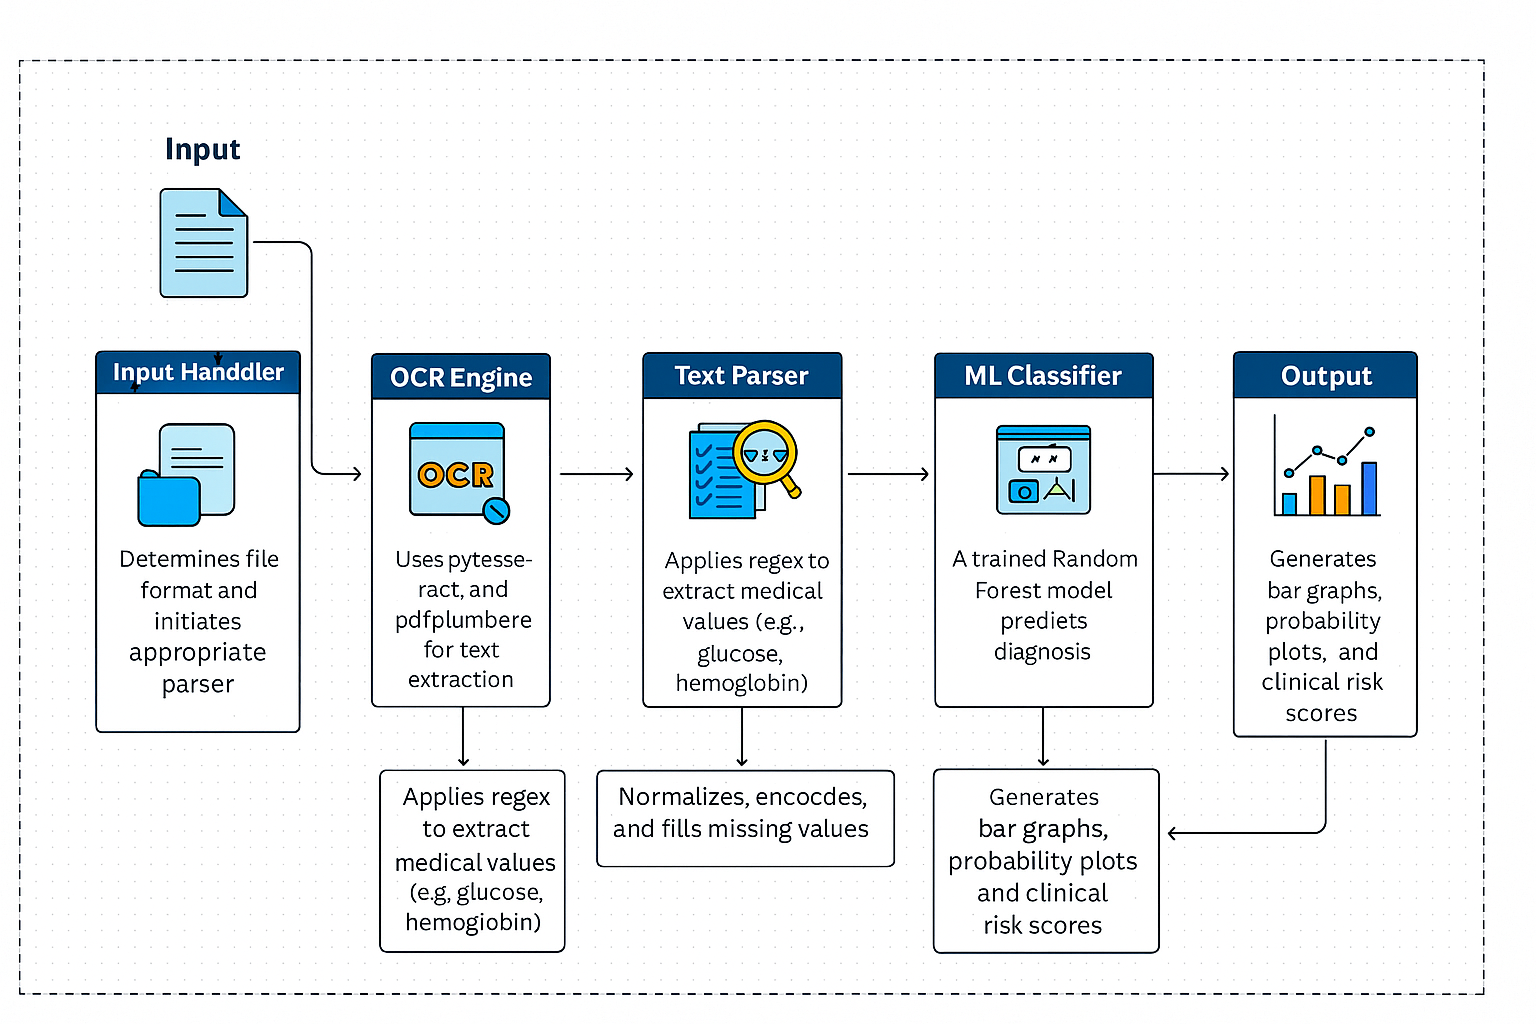 Input
Input Handdler
Detemines file
format and
initiates
appropriate
parser
OCR Engine
OCR
Uses pytesse-
ract, and
pdfplumbere
for text
extraction
Text Parser
Applies regex to
extract medical
values (e.g.,
glucose,
hemoglobin)
ML Classifier
A trained Random
Forest model
prediets
diagnosis
Output
Generates
bar graphs,
probability
plots, and
clinical risk
scores
Applies regex
to extract
medical values
(e.g, glucose,
hemogiobin)
Normalizes, encocdes,
and fills missing values
Generates
bar graphs,
probability plots
and clinical
risk scores